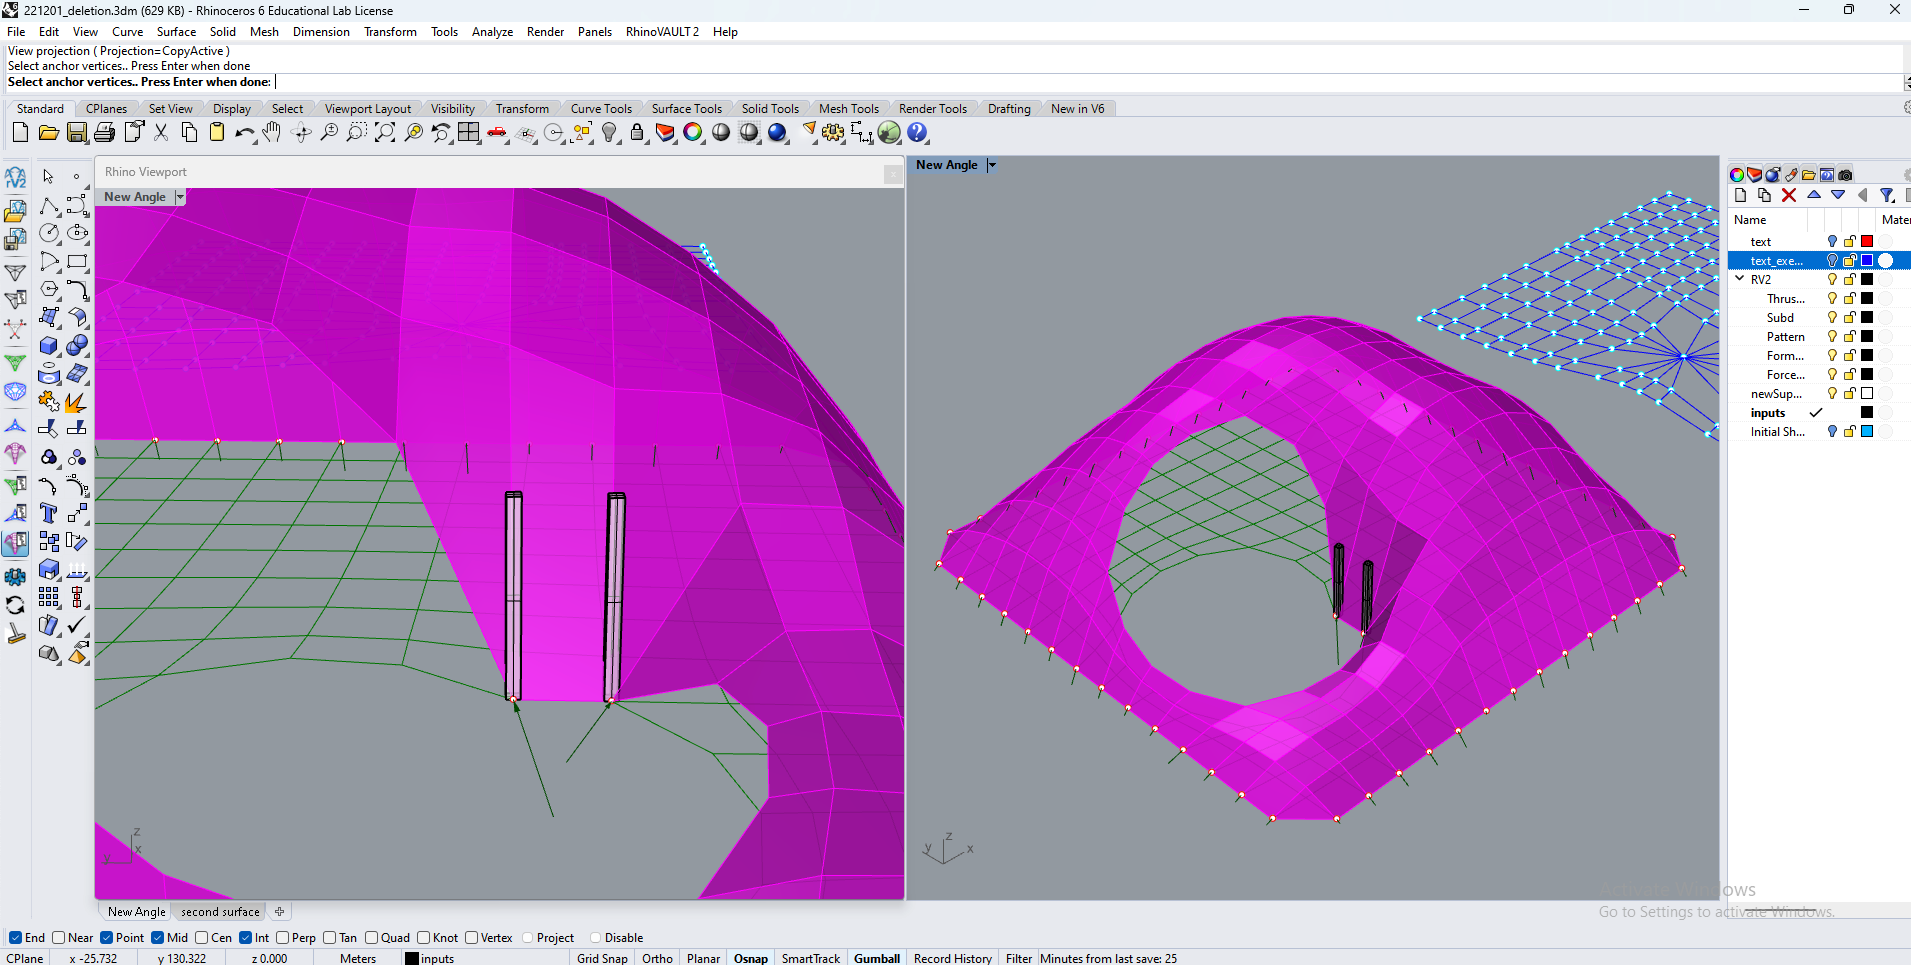 221201_deletion.3dm (629 KB) - Rhinoceros 6 Educational Lab License
File Edit View Curve Surface Solid Mesh Dimension Transform Tools Analyze Render Panels RhinoVAULT 2 Help
View projection ( Projection=CopyActive )
Select anchor vertices.. Press Enter when done
Select anchor vertices.. Press Enter when done:
Standard CPlanes Set View Display Select Viewport Layout Visibility Transform Curve Tools Surface Tools Solid Tools Mesh Tools Render Tools Drafting New in V6
Rhino Viewport
New Angle
New Angle
Name Mater
text
text_exe...
RV2
Thrus...
Subd
Pattern
Form...
Force...
newSup...
inputs
Initial Sh...
z
y x
z
y x
Activate Windows
Go to Settings to activate Windows.
New Angle second surface
End Near Point Mid Cen Int Perp Tan Quad Knot Vertex Project Disable
CPlane x -25.732 y 130.322 z 0.000 Meters inputs Grid Snap Ortho Planar Osnap SmartTrack Gumball Record History Filter Minutes from last save: 25